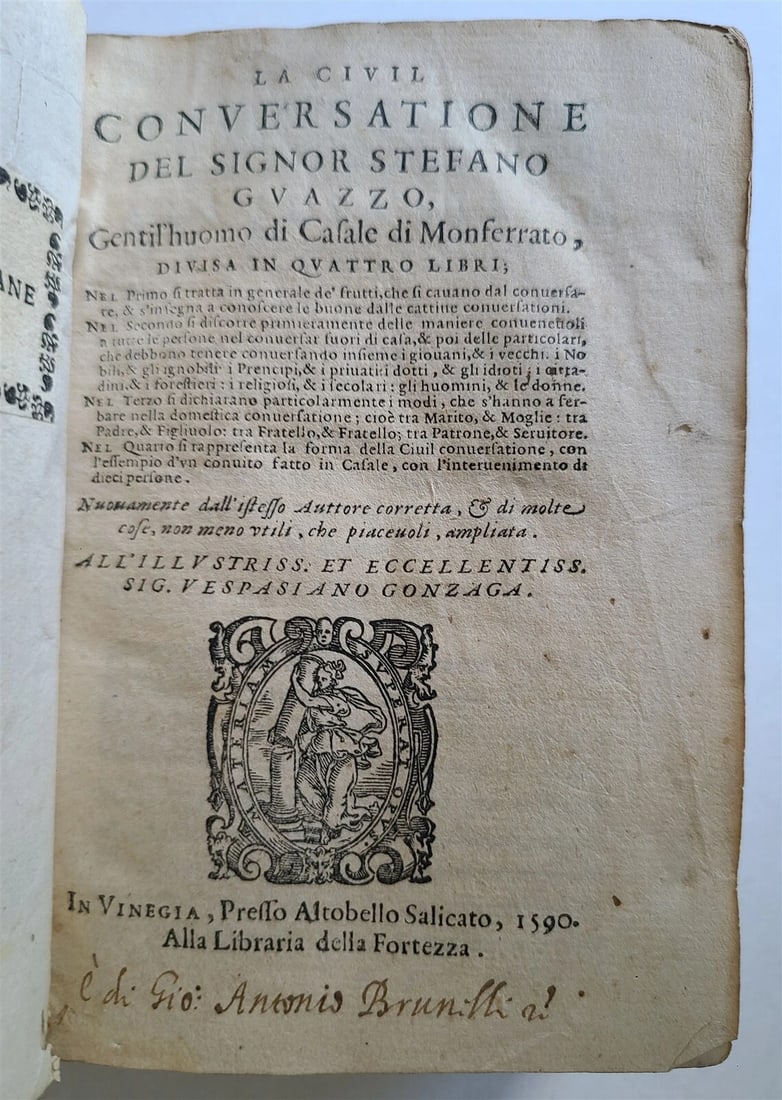 ANE
LA CIVIL
CONVERSATIONE
DEL SIGNOR STEFANO
GVAZZO,
Gentil'huomo di Casale di Monferrato,
DIVISA IN QVATTRO LIBRI;
NEL Primo si tratta in generale de' frutti, che si cauano dal conuersa-
re, & s'insegna a conoscere le buone dalle cattiue conuersationi.
NEL Secondo si discorre primieramente delle maniere conueneuoli
a tutte le persone nel conuersar fuori di casa, & poi delle particolari,
che debbono tenere conuersando insieme i giouani, & i vecchi: i No
bili, & gli ignobili: i Prencipi, & i priuati: i dotti, & gli idioti: i citta-
dini, & i forestieri: i religiosi, & i secolari: gli huomini, & le donne.
NEL Terzo si dichiarano particolarmente i modi, che s'hanno a ser-
bare nella domestica conuersatione; cioè tra Marito, & Moglie: tra
Padre, & Figliuolo: tra Fratello, & Fratello; tra Patrone, & Seruitore.
NEL Quarto si rappresenta la forma della Ciuil conuersatione, con
l'essempio d'vn conuito fatto in Casale, con l'interuenimento di
dieci persone.
Nuouamente dall'istesso Auttore corretta, & di molte
cose, non meno vtili, che piaceuoli, ampliata.
ALL'ILLVSTRISS. ET ECCELLENTISS.
SIG. VESPASIANO GONZAGA.
MATERIAM SVPERAT OPVS
IN VINEGIA, Presso Altobello Salicato, 1590.
Alla Libraria della Fortezza.
è di Gio: Antonio Brunelli